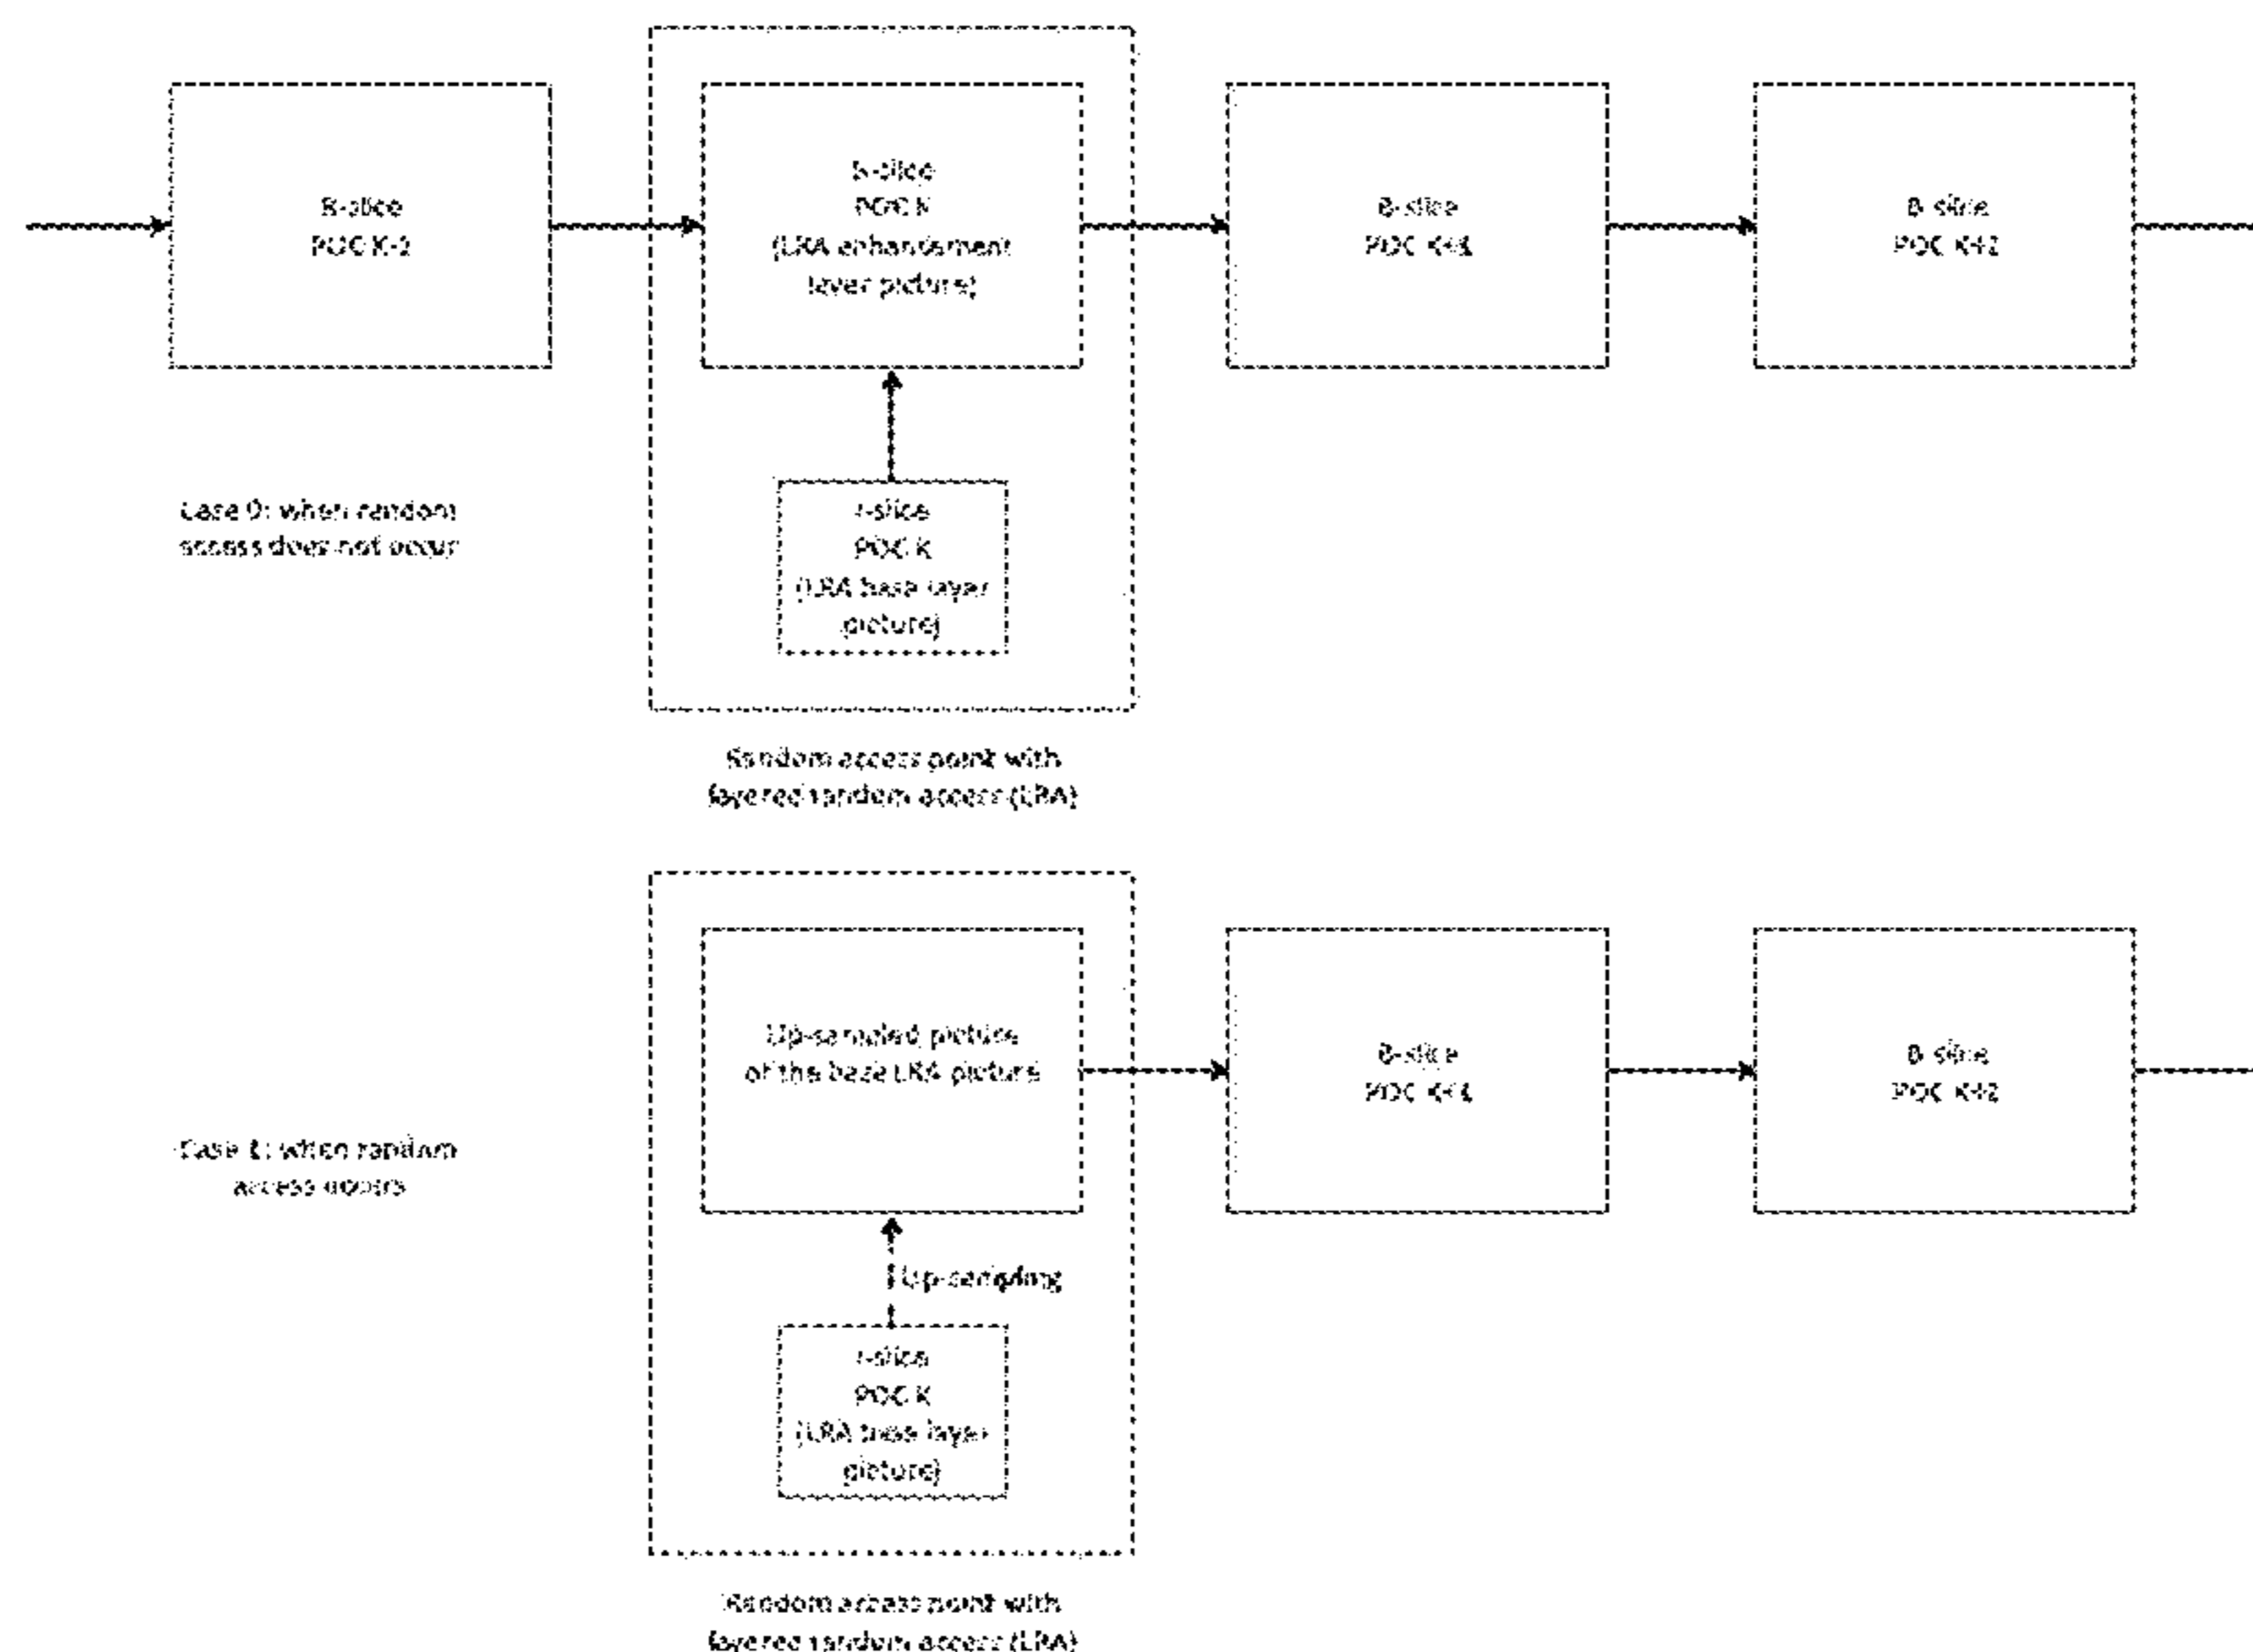 B-slice
POC K-1
B-slice
POC K
(LRA enhancement
layer picture)
B-slice
POC K+1
B-slice
POC K+2
I-slice
POC K
(LRA base layer
picture)
Case 0: when random
access does not occur
Random access point with
layered random access (LRA)
Up-sampled picture
of the base LRA picture
B-slice
POC K+1
B-slice
POC K+2
Case 1: when random
access occurs
Up-sampling
I-slice
POC K
(LRA base layer
picture)
Random access point with
layered random access (LRA)